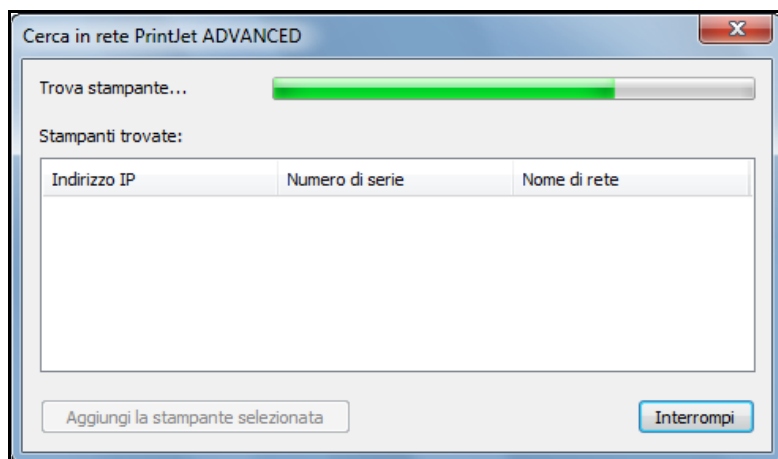 Cerca in rete PrintJet ADVANCED
Trova stampante...
Stampanti trovate:
Indirizzo IP Numero di serie Nome di rete
Aggiungi la stampante selezionata Interrompi